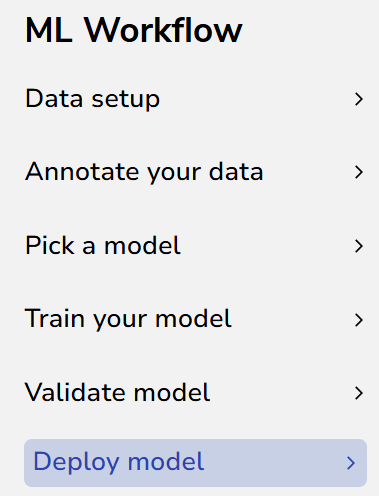 ML Workflow
Data setup
Annotate your data
Pick a model
Train your model
Validate model
Deploy model